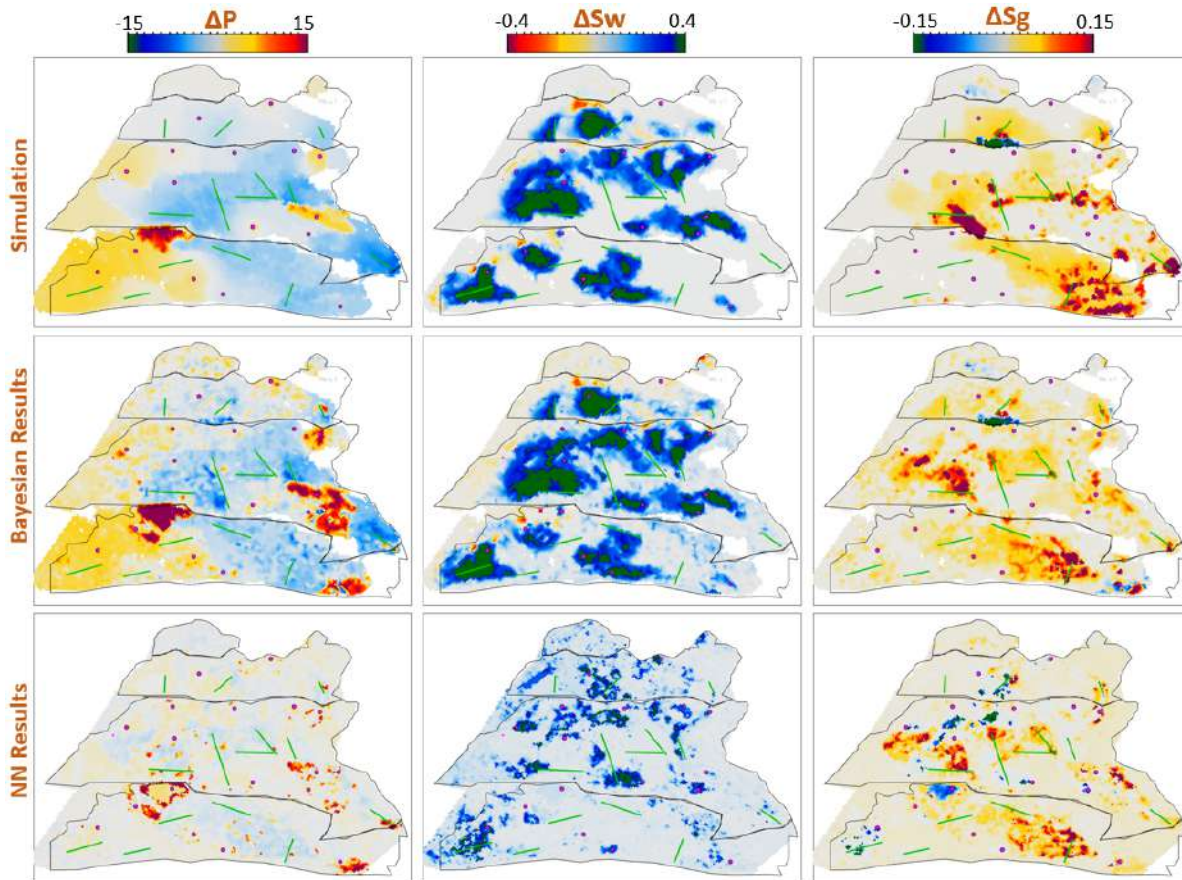 ΔP
ΔSw
ΔSg
-15 15
-0.4 0.4
-0.15 0.15
Simulation
Bayesian Results
NN Results